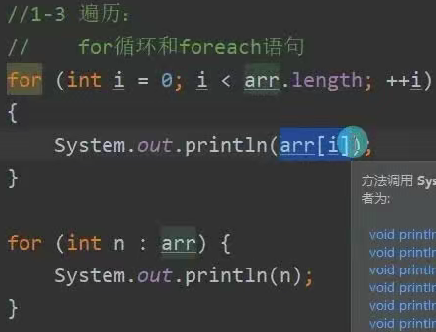 //1-3 遍历：
//    for循环和foreach语句
for (int i = 0; i < arr.length; ++i)
{
    System.out.println(arr[i]);
}
for (int n : arr) {
    System.out.println(n);
}
方法调用 Sys
者为:
void println
void println
void println
void println
void println
void println